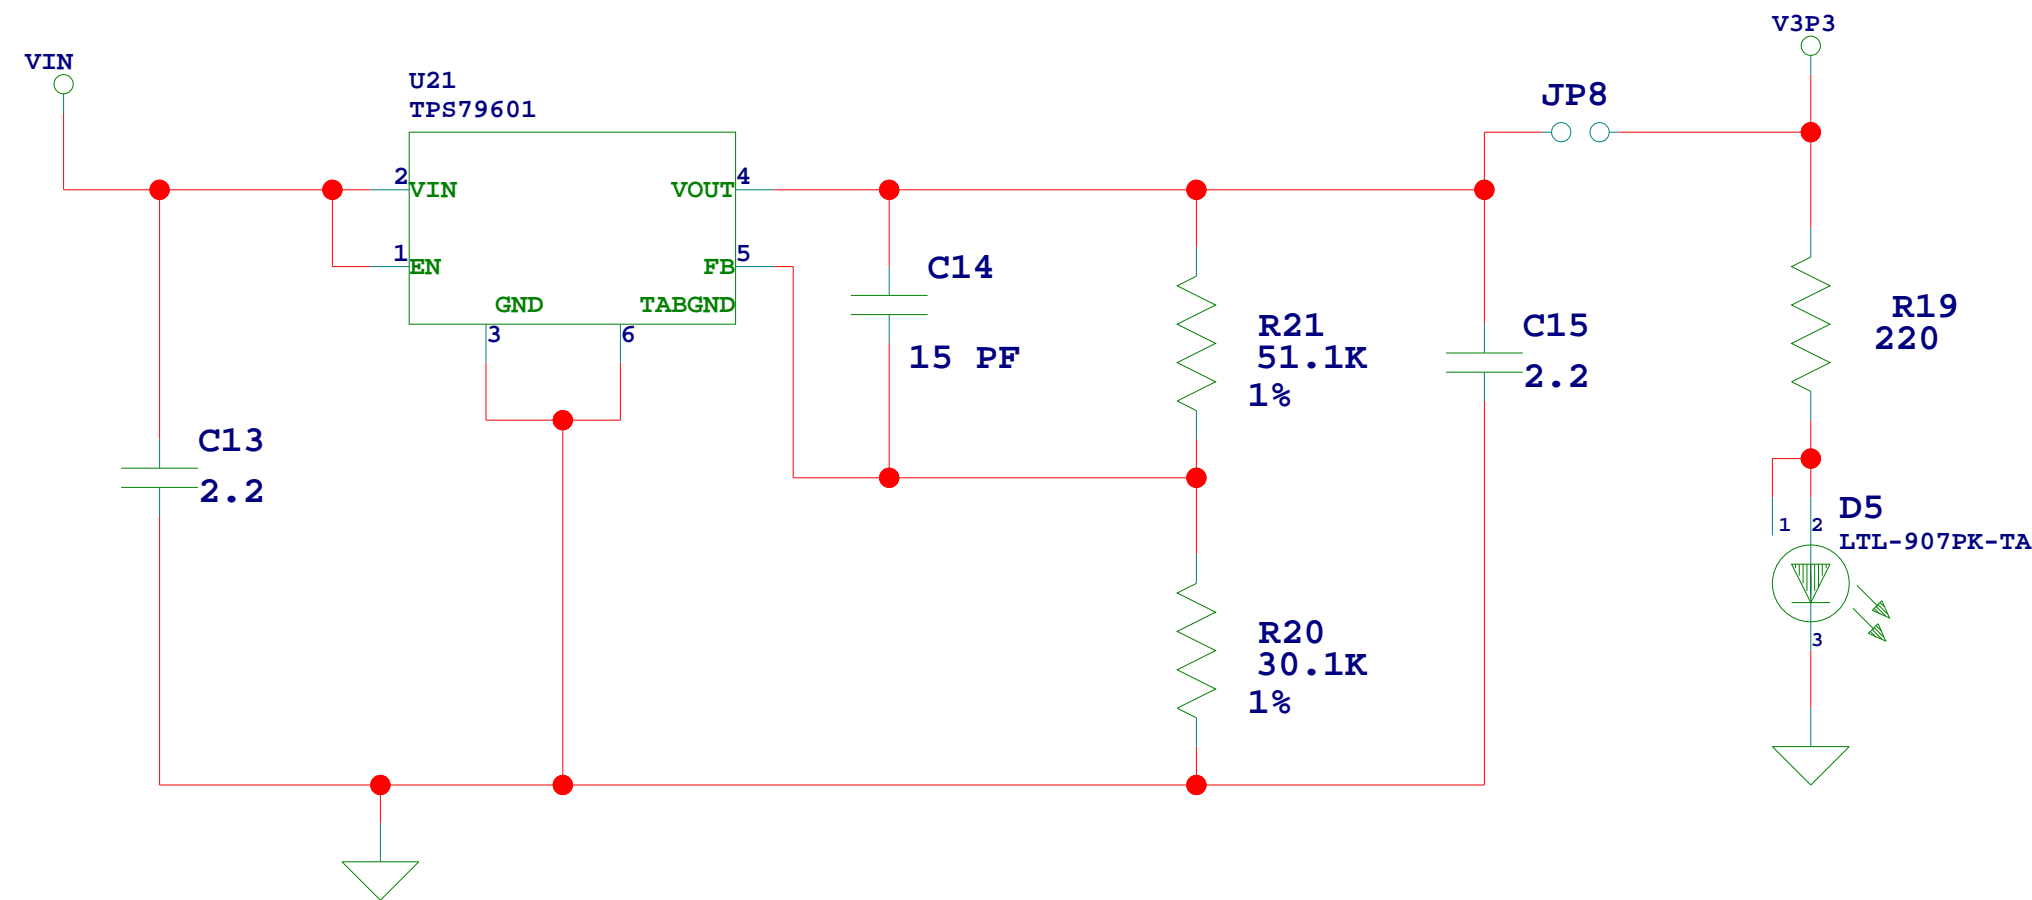 V3P3
VIN
U21
TPS79601
JP8
2
VIN
VOUT
4
1
EN
FB
5
GND
TABGND
3
6
C14
15 PF
R21
51.1K
1%
C15
2.2
R19
220
C13
2.2
D5
LTL-907PK-TA
1
2
3
R20
30.1K
1%